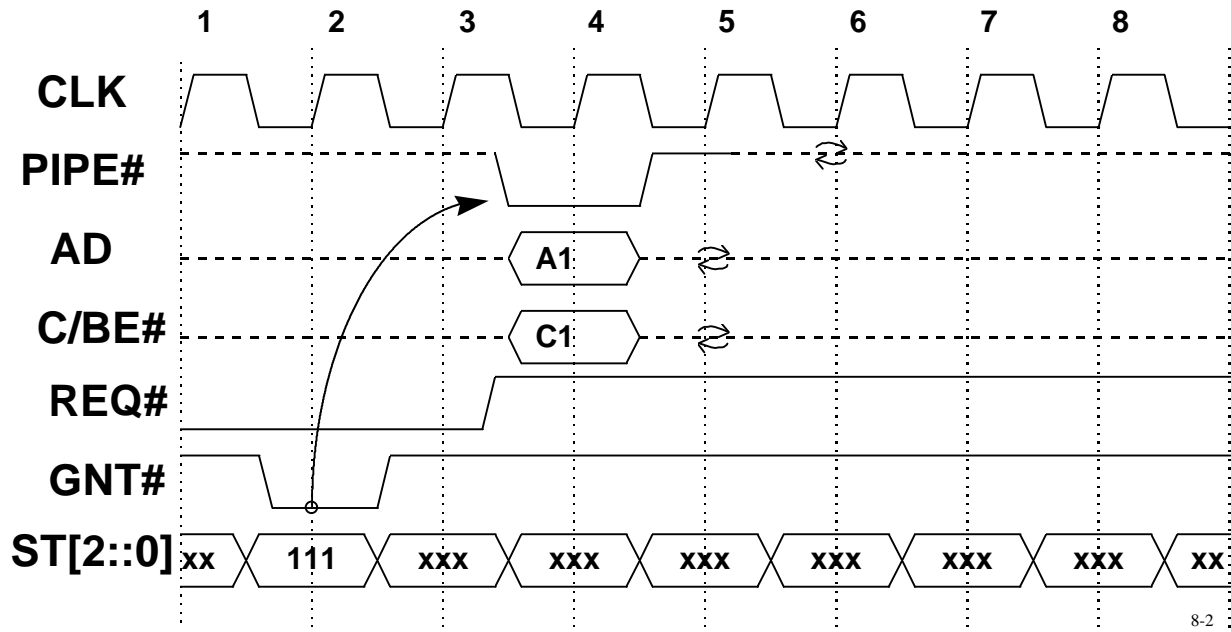 1 2 3 4 5 6 7 8
CLK
PIPE#
AD A1
C/BE# C1
REQ#
GNT#
ST[2::0] xx 111 xxx xxx xxx xxx xxx xxx xx
8-2